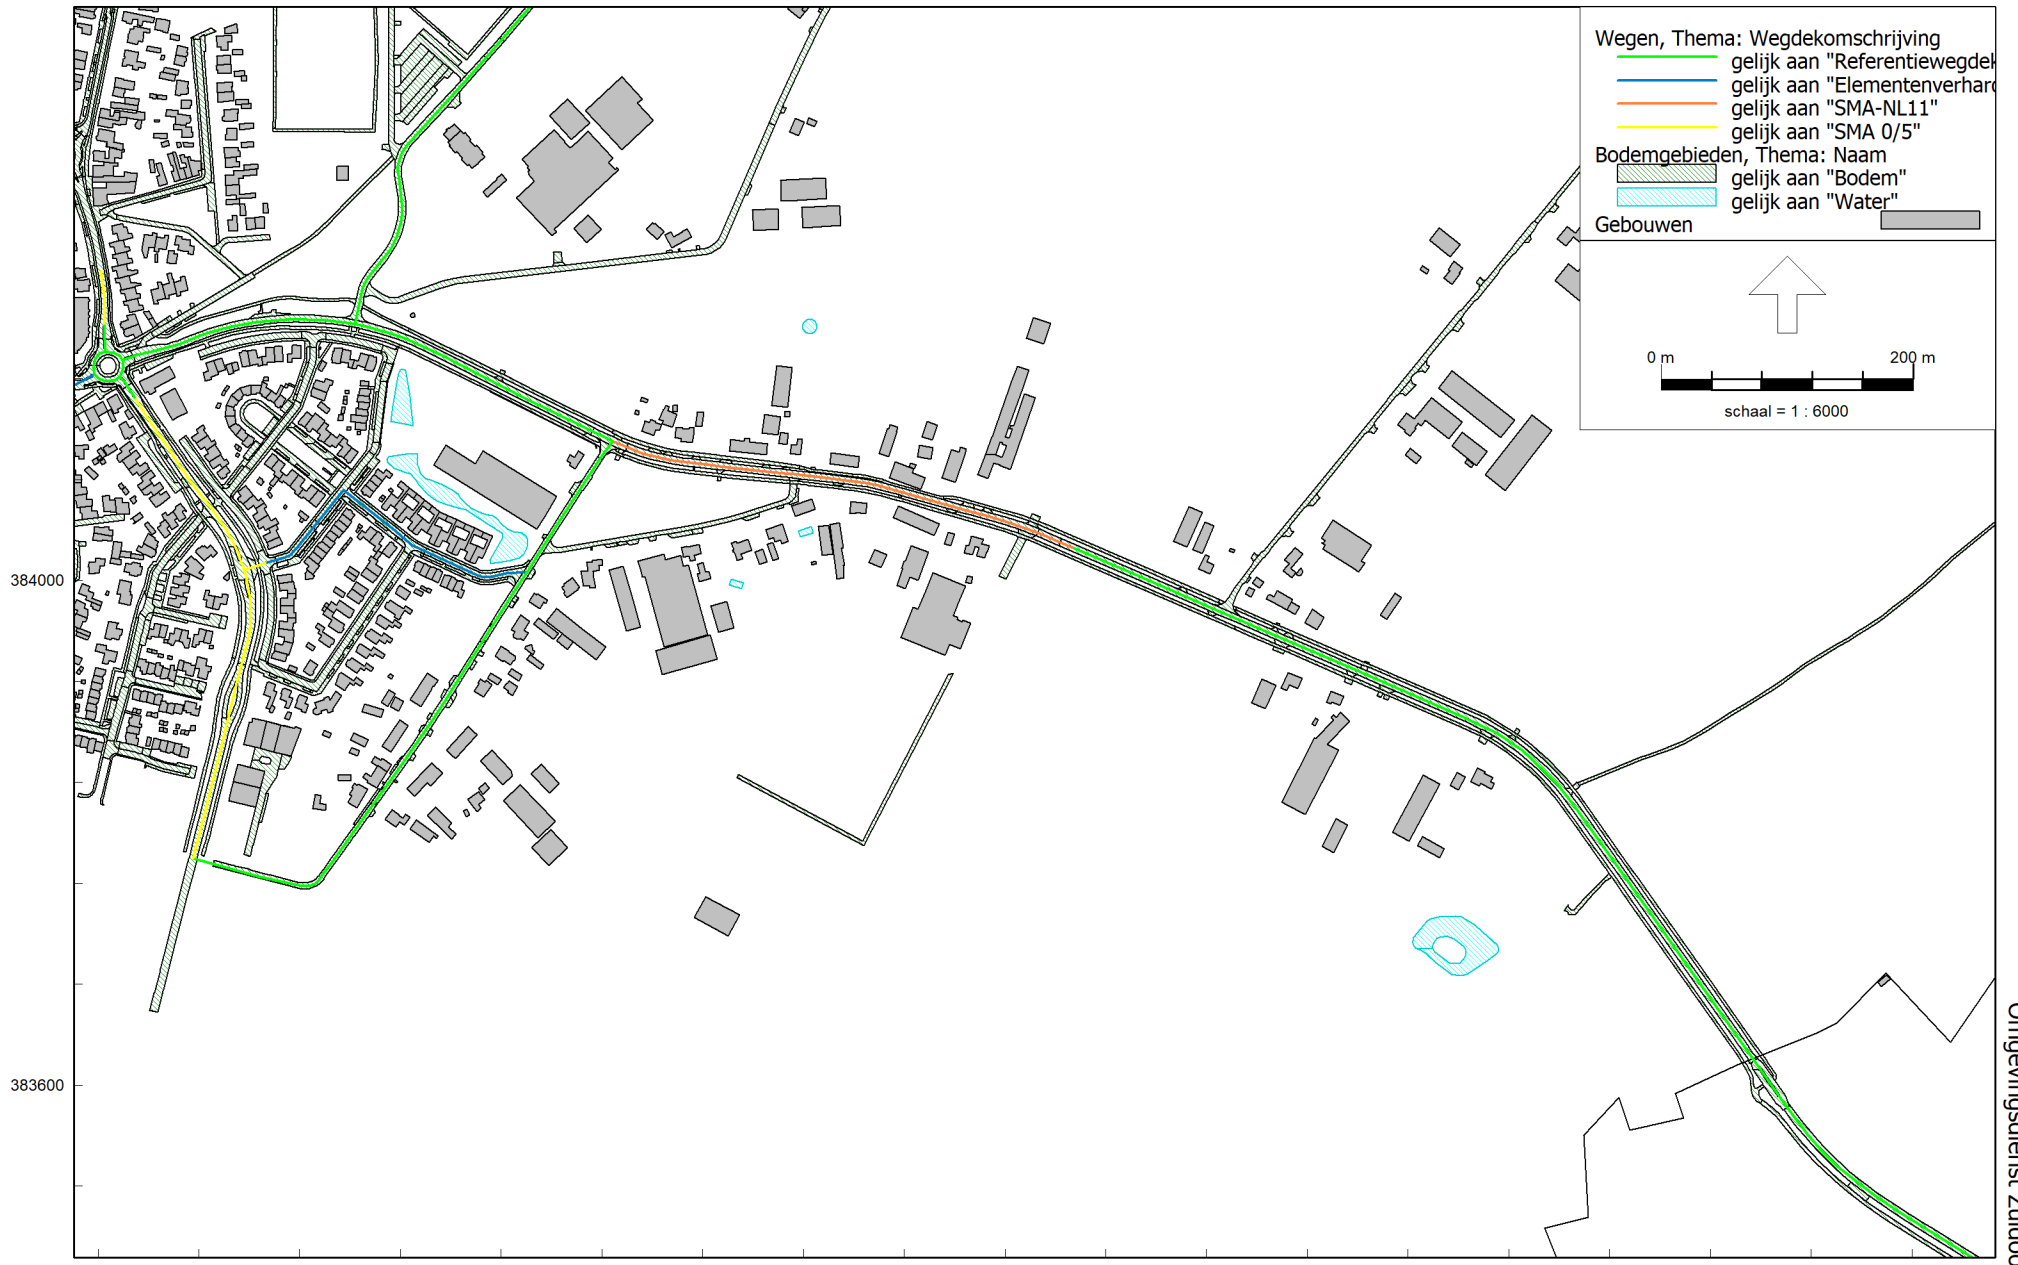 Wegen, Thema: Wegdekomschrijving
gelijk aan "Referentiewegdek
gelijk aan "Elementenverhard
gelijk aan "SMA-NL11"
gelijk aan "SMA 0/5"
Bodemgebieden, Thema: Naam
gelijk aan "Bodem"
gelijk aan "Water"
Gebouwen
0 m 200 m
schaal = 1 : 6000
384000
383600
Omgevingsdienst Zuidoo